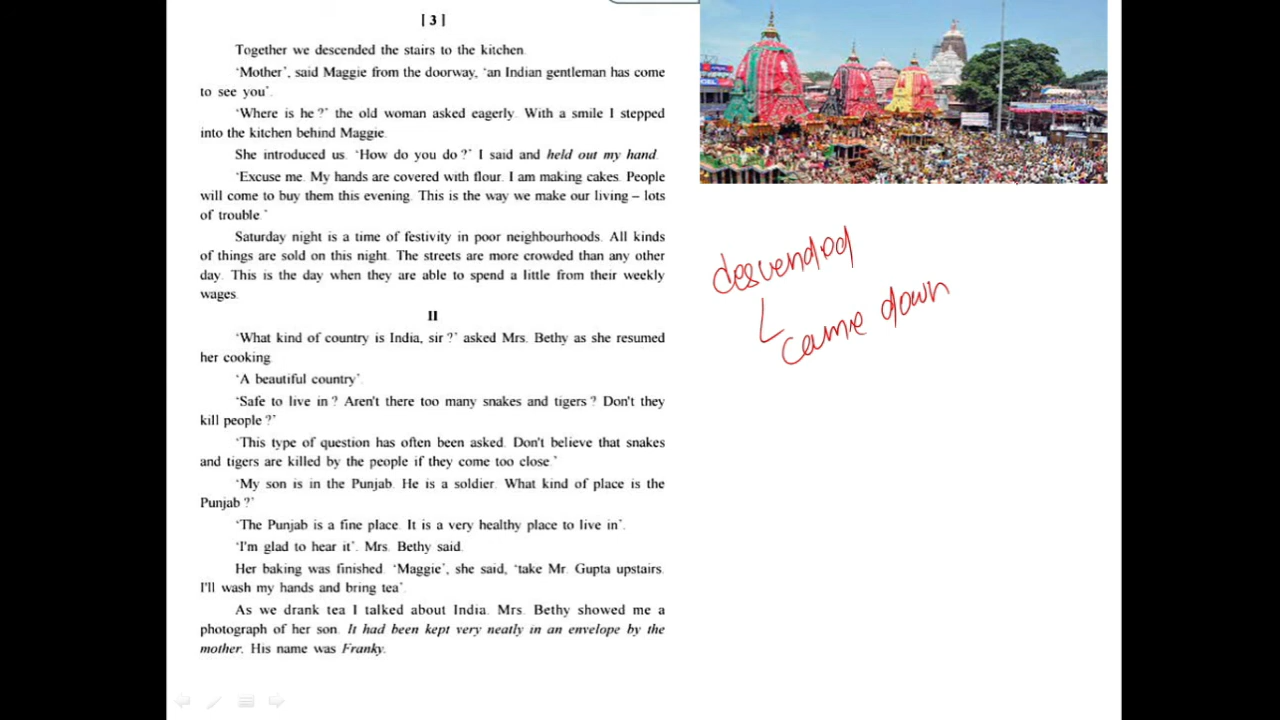 [ 3 ]
Together we descended the stairs to the kitchen.
‘Mother’, said Maggie from the doorway, ‘an Indian gentleman has come
to see you’.
‘Where is he ?’ the old woman asked eagerly. With a smile I stepped
into the kitchen behind Maggie.
She introduced us. ‘How do you do ?’ I said and held out my hand.
‘Excuse me. My hands are covered with flour. I am making cakes. People
will come to buy them this evening. This is the way we make our living – lots
of trouble.’
Saturday night is a time of festivity in poor neighbourhoods. All kinds
of things are sold on this night. The streets are more crowded than any other
day. This is the day when they are able to spend a little from their weekly
wages.
II
‘What kind of country is India, sir ?’ asked Mrs. Bethy as she resumed
her cooking.
‘A beautiful country’.
‘Safe to live in ? Aren't there too many snakes and tigers ? Don't they
kill people ?’
‘This type of question has often been asked. Don't believe that snakes
and tigers are killed by the people if they come too close.’
‘My son is in the Punjab. He is a soldier. What kind of place is the
Punjab ?’
‘The Punjab is a fine place. It is a very healthy place to live in’.
‘I'm glad to hear it’. Mrs. Bethy said.
Her baking was finished. ‘Maggie’, she said, ‘take Mr. Gupta upstairs.
I'll wash my hands and bring tea’.
As we drank tea I talked about India. Mrs. Bethy showed me a
photograph of her son. It had been kept very neatly in an envelope by the
mother. His name was Franky.
descended
came down